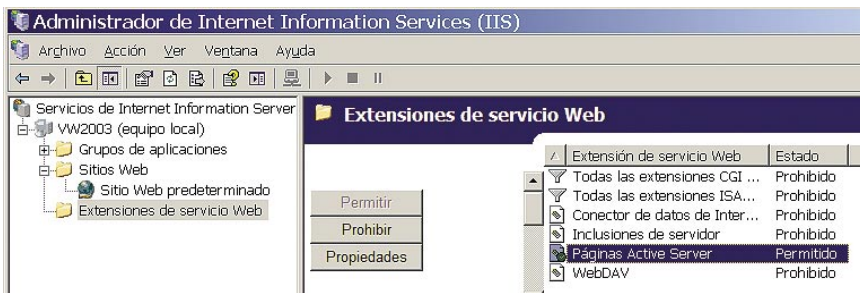 Administrador de Internet Information Services (IIS)
Archivo Acción Ver Ventana Ayuda
Servicios de Internet Information Server
VW2003 (equipo local)
Grupos de aplicaciones
Sitios Web
Sitio Web predeterminado
Extensiones de servicio Web
Extensiones de servicio Web
Permitir
Prohibir
Propiedades
Extensión de servicio Web Estado
Todas las extensiones CGI ... Prohibido
Todas las extensiones ISA... Prohibido
Conector de datos de Inter... Prohibido
Inclusiones de servidor Prohibido
Páginas Active Server Permitido
WebDAV Prohibido